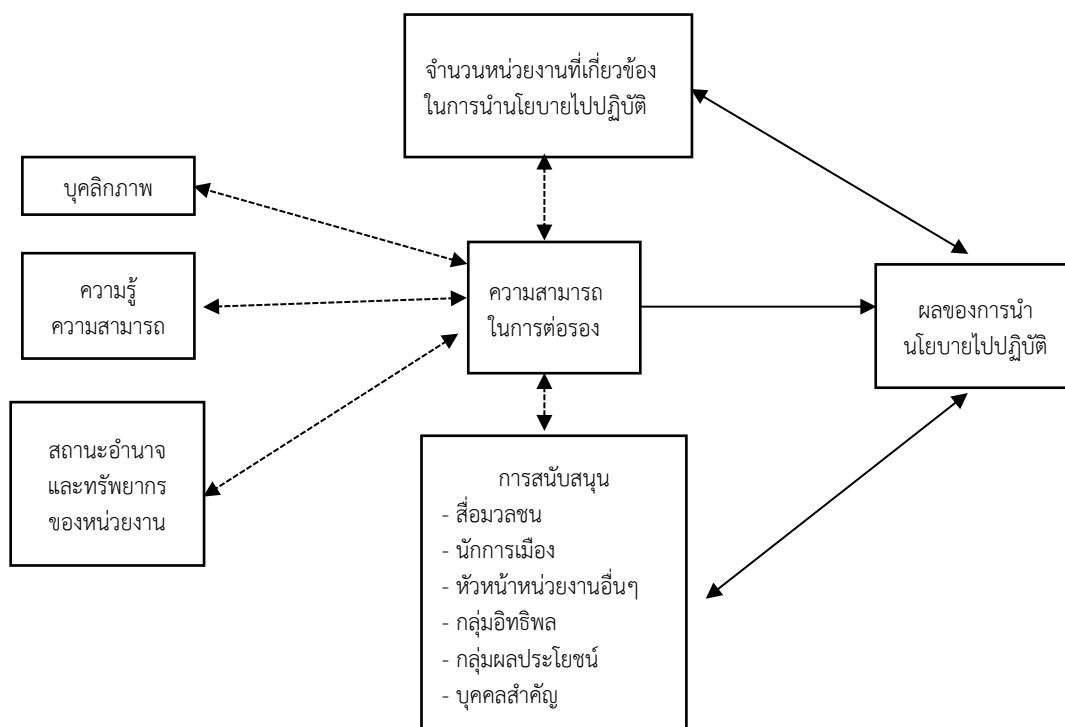 จำนวนหน่วยงานที่เกี่ยวข้อง
ในการนำนโยบายไปปฏิบัติ
บุคลิกภาพ
ความรู้
ความสามารถ
สถานะอำนาจ
และทรัพยากร
ของหน่วยงาน
ความสามารถ
ในการต่อรอง
ผลของการนำ
นโยบายไปปฏิบัติ
การสนับสนุน
- สื่อมวลชน
- นักการเมือง
- หัวหน้าหน่วยงานอื่นๆ
- กลุ่มอิทธิพล
- กลุ่มผลประโยชน์
- บุคคลสำคัญ